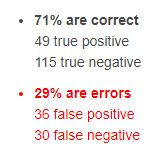 71% are correct
49 true positive
115 true negative
29% are errors
36 false positive
30 false negative